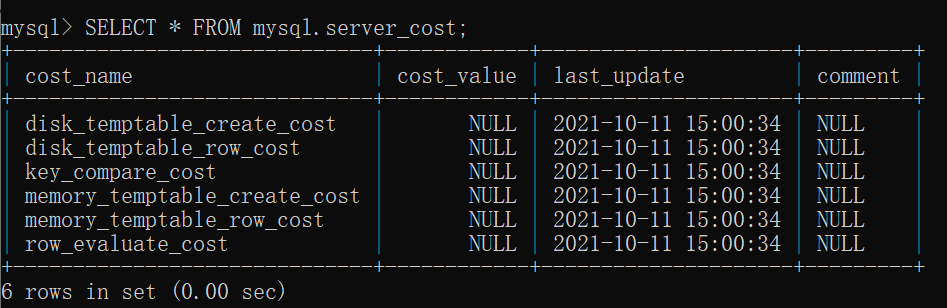 mysql> SELECT * FROM mysql.server_cost;
+------------------------------+------------+---------------------+---------+
| cost_name                    | cost_value | last_update         | comment |
+------------------------------+------------+---------------------+---------+
| disk_temptable_create_cost   |       NULL | 2021-10-11 15:00:34 | NULL    |
| disk_temptable_row_cost      |       NULL | 2021-10-11 15:00:34 | NULL    |
| key_compare_cost             |       NULL | 2021-10-11 15:00:34 | NULL    |
| memory_temptable_create_cost |       NULL | 2021-10-11 15:00:34 | NULL    |
| memory_temptable_row_cost    |       NULL | 2021-10-11 15:00:34 | NULL    |
| row_evaluate_cost            |       NULL | 2021-10-11 15:00:34 | NULL    |
+------------------------------+------------+---------------------+---------+
6 rows in set (0.00 sec)